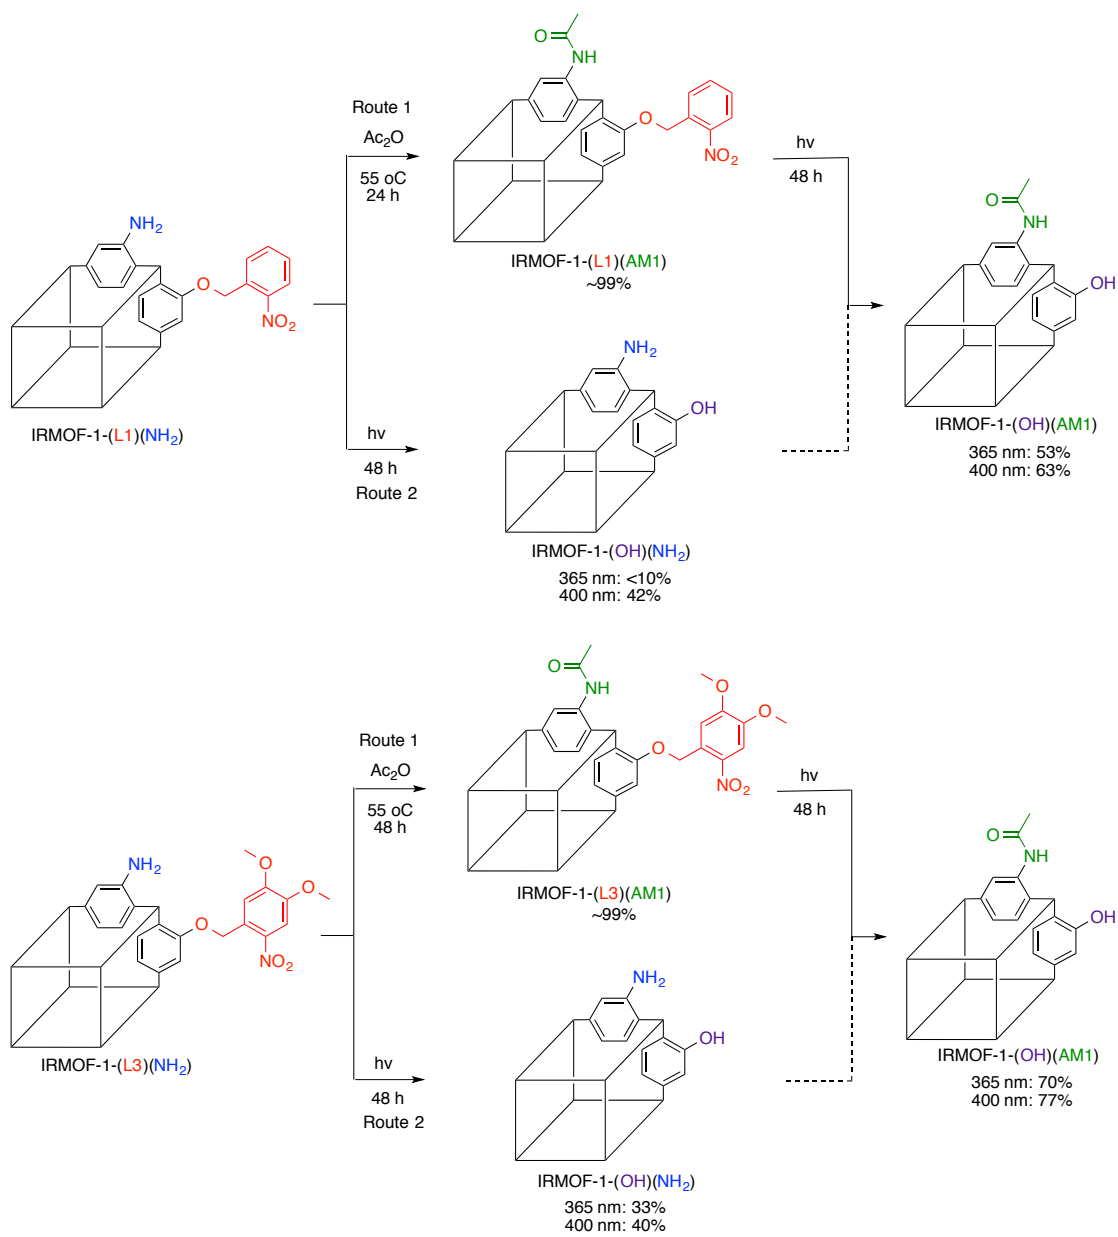 O
NH
Route 1
Ac2O
55 oC
24 h
O
NO2
hv
48 h
IRMOF-1-(L1)(AM1)
~99%
NH2
O
NO2
IRMOF-1-(L1)(NH2)
O
NH
OH
IRMOF-1-(OH)(AM1)
365 nm: 53%
400 nm: 63%
hv
48 h
Route 2
NH2
OH
IRMOF-1-(OH)(NH2)
365 nm: <10%
400 nm: 42%
O
NH
Route 1
Ac2O
55 oC
48 h
O
O
O
NO2
hv
48 h
IRMOF-1-(L3)(AM1)
~99%
NH2
O
O
O
NO2
IRMOF-1-(L3)(NH2)
O
NH
OH
IRMOF-1-(OH)(AM1)
365 nm: 70%
400 nm: 77%
hv
48 h
Route 2
NH2
OH
IRMOF-1-(OH)(NH2)
365 nm: 33%
400 nm: 40%